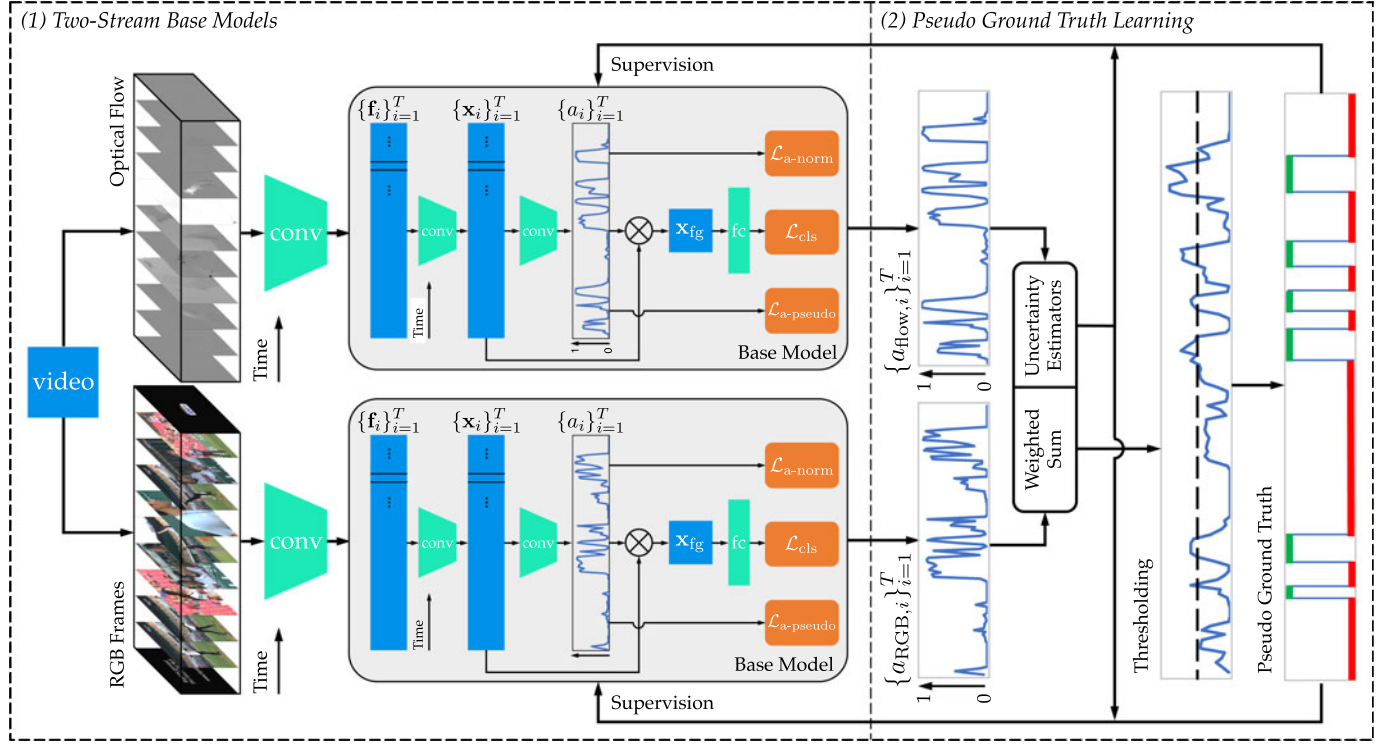 (1) Two-Stream Base Models
(2) Pseudo Ground Truth Learning
Supervision
Optical Flow
conv
Time
video
RGB Frames
conv
Time
{f_i}_{i=1}^T
{x_i}_{i=1}^T
{a_i}_{i=1}^T
...
...
...
...
conv
conv
Time
1
0
x_fg
fc
L_a-norm
L_cls
L_a-pseudo
Base Model
{f_i}_{i=1}^T
{x_i}_{i=1}^T
{a_i}_{i=1}^T
...
...
...
...
conv
conv
Time
x_fg
fc
L_a-norm
L_cls
L_a-pseudo
Base Model
Supervision
{a_flow,i}_{i=1}^T
1
0
{a_RGB,i}_{i=1}^T
1
0
Uncertainty
Estimators
Weighted
Sum
Thresholding
Pseudo Ground Truth